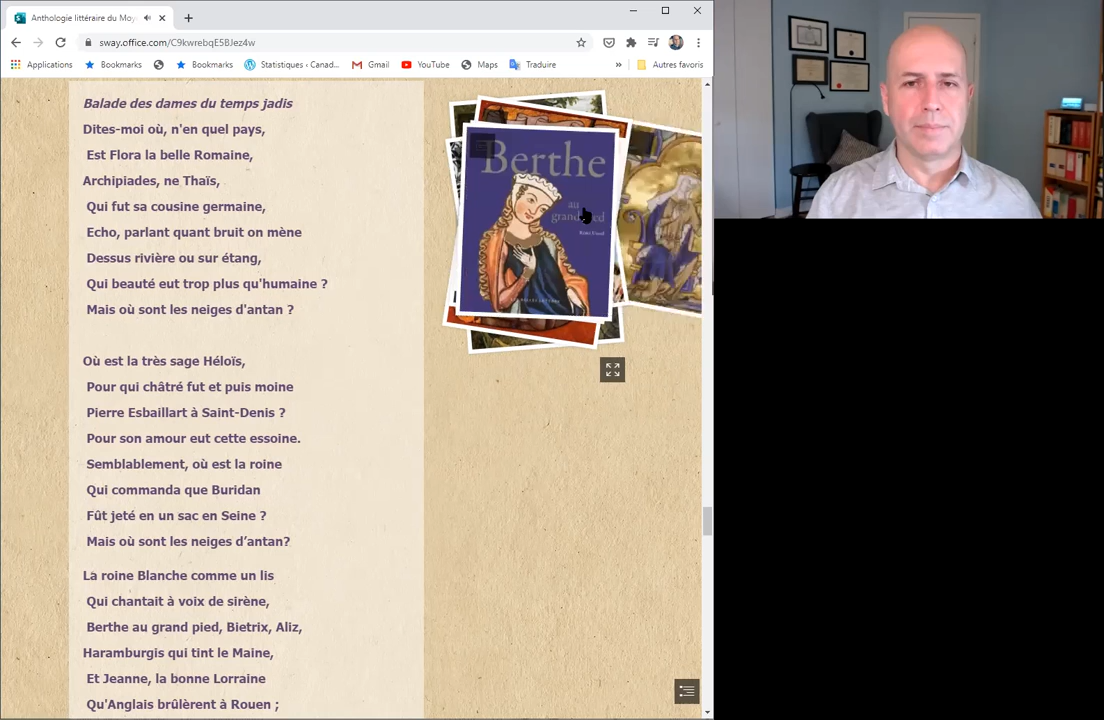 Anthologie littéraire du Moy
sway.office.com/C9kwrebqE5BJez4w
Applications
Bookmarks
Bookmarks
Statistiques ‹ Canad...
Gmail
YouTube
Maps
Traduire
»
Autres favoris
Balade des dames du temps jadis
Dites-moi où, n'en quel pays,
Est Flora la belle Romaine,
Archipiades, ne Thaïs,
Qui fut sa cousine germaine,
Echo, parlant quant bruit on mène
Dessus rivière ou sur étang,
Qui beauté eut trop plus qu'humaine ?
Mais où sont les neiges d'antan ?
Où est la très sage Héloïs,
Pour qui châtré fut et puis moine
Pierre Esbaillart à Saint-Denis ?
Pour son amour eut cette essoine.
Semblablement, où est la roine
Qui commanda que Buridan
Fût jeté en un sac en Seine ?
Mais où sont les neiges d’antan?
La roine Blanche comme un lis
Qui chantait à voix de sirène,
Berthe au grand pied, Bietrix, Aliz,
Haramburgis qui tint le Maine,
Et Jeanne, la bonne Lorraine
Qu'Anglais brûlèrent à Rouen ;
Berthe
au
grand